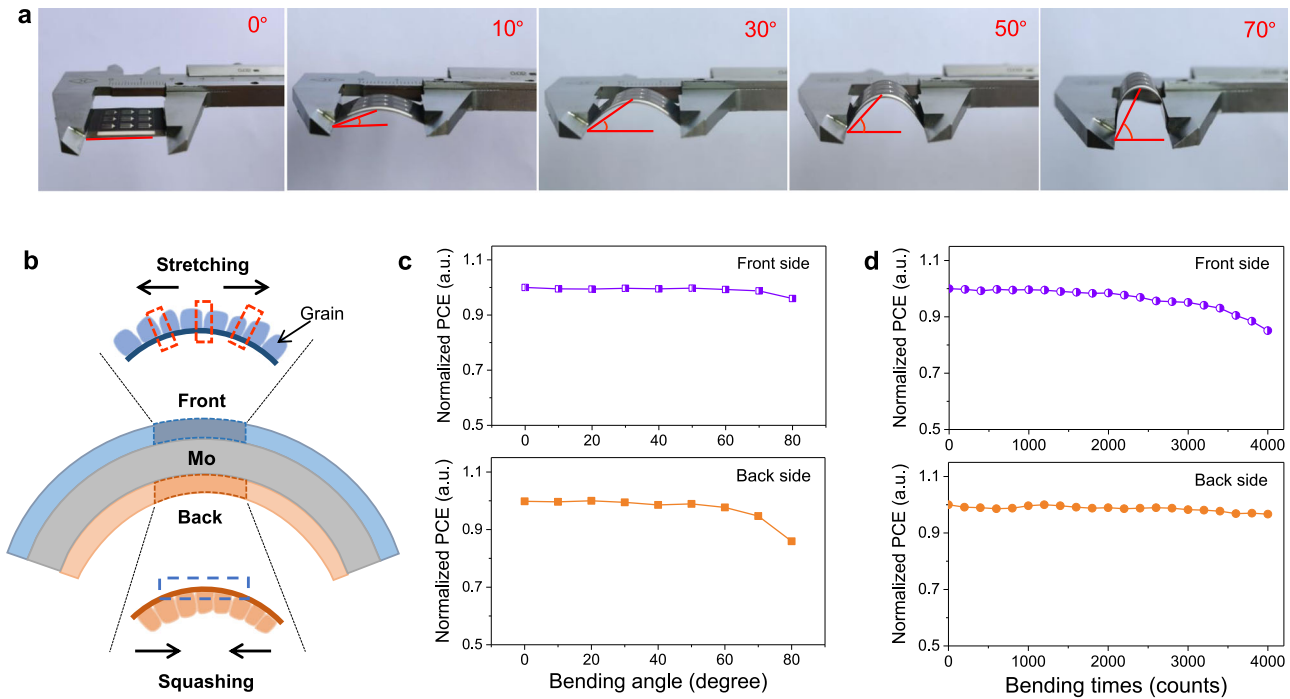 a
0°
10°
30°
50°
70°
b
Stretching
Grain
Front
Mo
Back
Squashing
c
Normalized PCE (a.u.)
1.1
0.9
0.7
0.5
Front side
0 20 40 60 80
Normalized PCE (a.u.)
1.1
0.9
0.7
0.5
Back side
0 20 40 60 80
Bending angle (degree)
d
Normalized PCE (a.u.)
1.1
0.9
0.7
0.5
Front side
0 1000 2000 3000 4000
Normalized PCE (a.u.)
1.1
0.9
0.7
0.5
Back side
0 1000 2000 3000 4000
Bending times (counts)